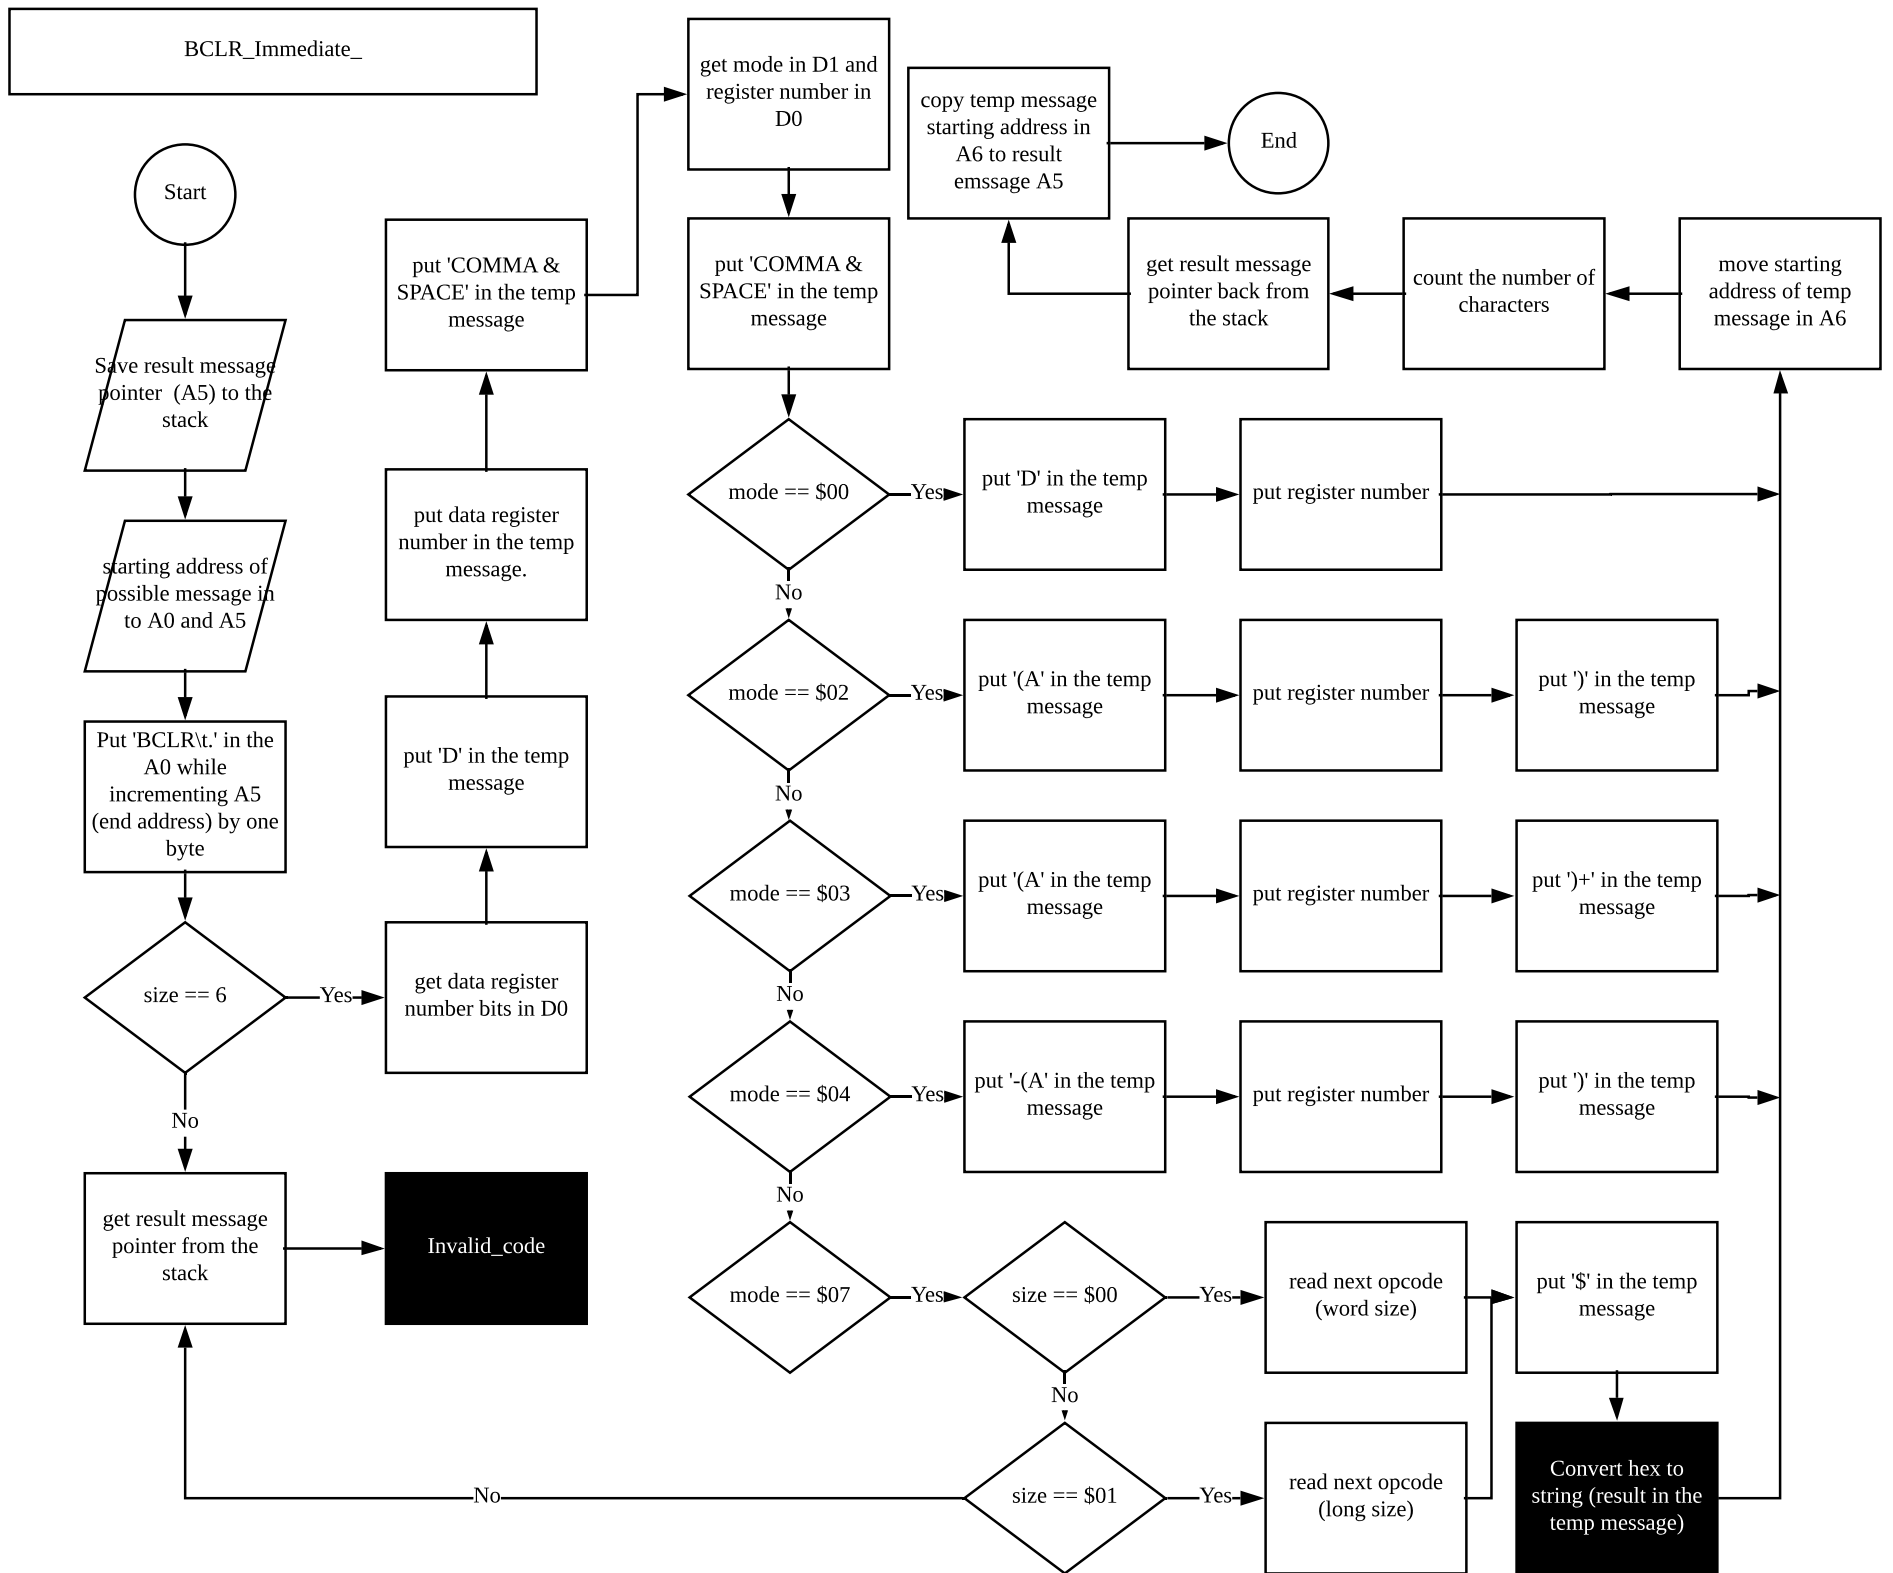 BCLR_Immediate_
Start
Save result message
pointer  (A5) to the
stack
starting address of
possible message in
to A0 and A5
Put 'BCLR\t.' in the
A0 while
incrementing A5
(end address) by one
byte
size == 6
Yes
No
get result message
pointer from the
stack
Invalid_code
get data register
number bits in D0
put 'D' in the temp
message
put data register
number in the temp
message.
put 'COMMA &
SPACE' in the temp
message
get mode in D1 and
register number in
D0
put 'COMMA &
SPACE' in the temp
message
mode == $00
Yes
put 'D' in the temp
message
put register number
No
mode == $02
Yes
put '(A' in the temp
message
put register number
put ')' in the temp
message
No
mode == $03
Yes
put '(A' in the temp
message
put register number
put ')+' in the temp
message
No
mode == $04
Yes
put '-(A' in the temp
message
put register number
put ')' in the temp
message
No
mode == $07
Yes
size == $00
Yes
read next opcode
(word size)
put '$' in the temp
message
No
size == $01
Yes
read next opcode
(long size)
No
Convert hex to
string (result in the
temp message)
move starting
address of temp
message in A6
count the number of
characters
get result message
pointer back from
the stack
copy temp message
starting address in
A6 to result
emssage A5
End